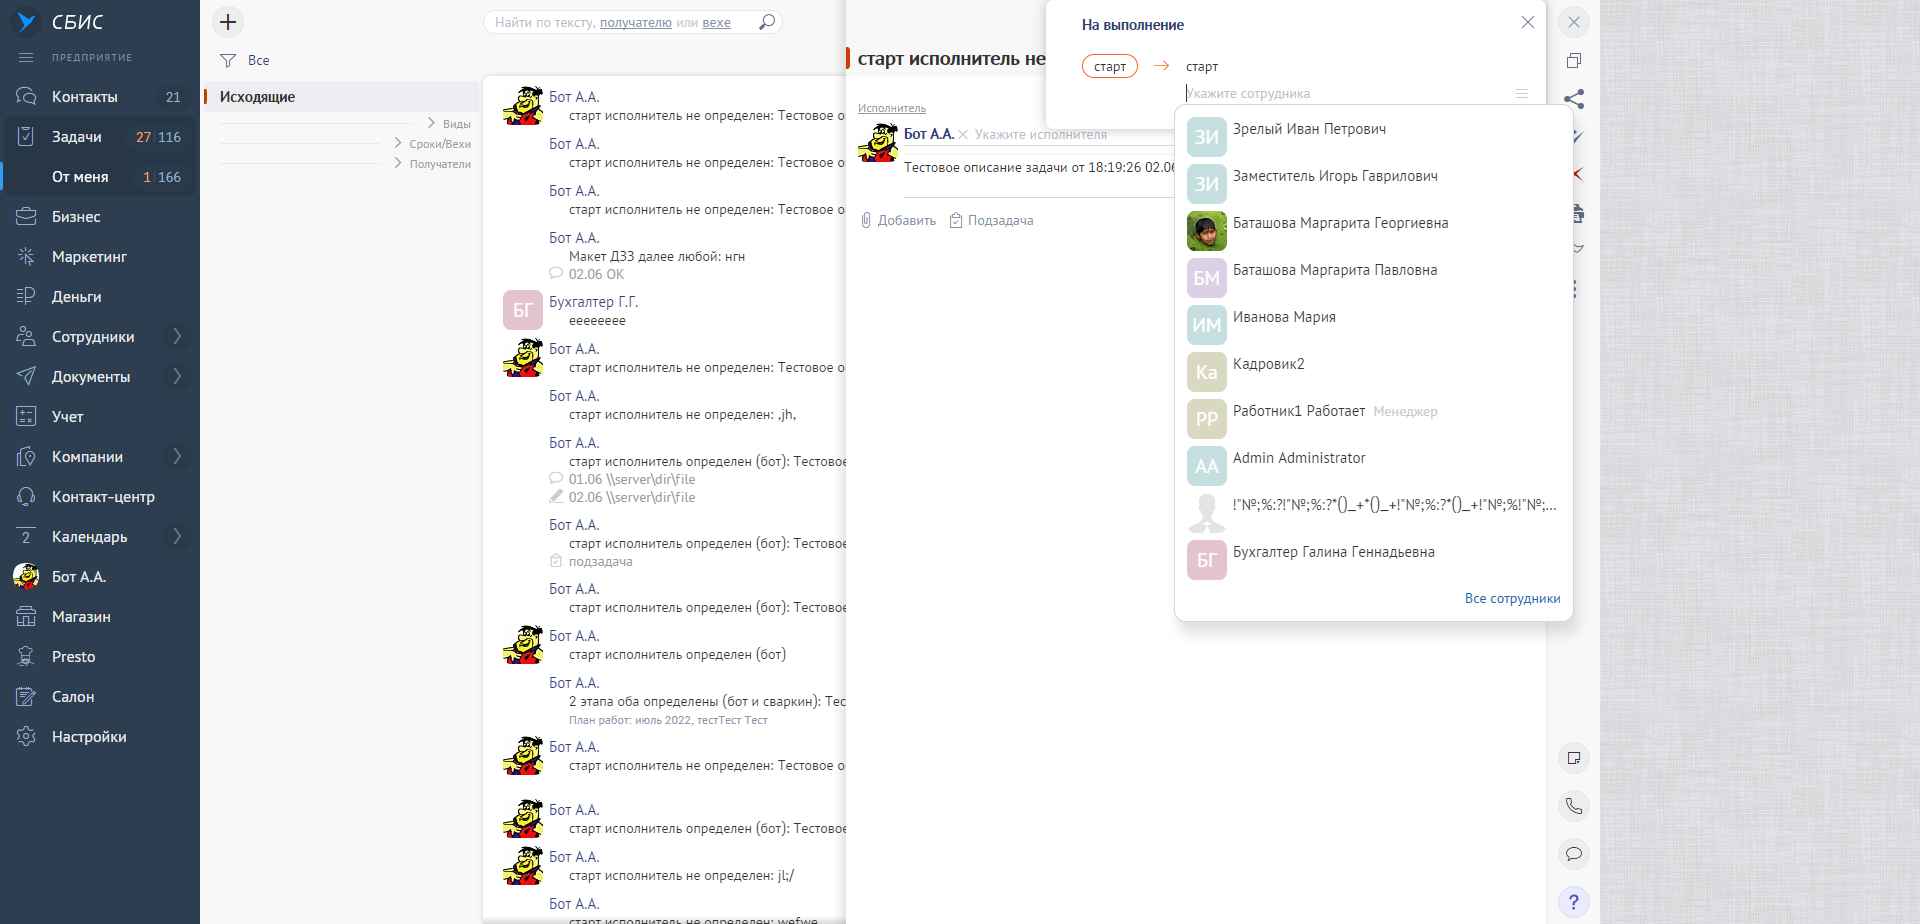 СБИС
ПРЕДПРИЯТИЕ
Контакты 21
Задачи 27 116
От меня 1 166
Бизнес
Маркетинг
Деньги
Сотрудники
Документы
Учет
Компании
Контакт-центр
2 Календарь
Бот А.А.
Магазин
Presto
Салон
Настройки
Найти по тексту, получателю или вехе
Все
Исходящие
Виды
Сроки/Вехи
Получатели
Бот А.А.
старт исполнитель не определен: Тестовое о
Бот А.А.
старт исполнитель не определен: Тестовое о
Бот А.А.
старт исполнитель не определен: Тестовое о
Бот А.А.
Макет ДЗЗ далее любой: нгн
02.06 ОК
БГ
Бухгалтер Г.Г.
eeeeeeee
Бот А.А.
старт исполнитель не определен: Тестовое о
Бот А.А.
старт исполнитель не определен: ,jh,
Бот А.А.
старт исполнитель определен (бот): Тестовое
01.06 \\server\dir\file
02.06 \\server\dir\file
Бот А.А.
старт исполнитель определен (бот): Тестовое
подзадача
Бот А.А.
старт исполнитель определен (бот): Тестовое
Бот А.А.
старт исполнитель определен (бот)
Бот А.А.
2 этапа оба определены (бот и сваркин): Тес
План работ: июль 2022, тестТест Тест
Бот А.А.
старт исполнитель не определен: Тестовое о
Бот А.А.
старт исполнитель определен (бот): Тестовое
Бот А.А.
старт исполнитель не определен: jl;/
Бот А.А.
старт исполнитель не определен: wefwe
старт исполнитель не
Исполнитель
Бот А.А. Укажите исполнителя
Тестовое описание задачи от 18:19:26 02.06
Добавить Подзадача
На выполнение
старт → старт
Укажите сотрудника
ЗИ Зрелый Иван Петрович
ЗИ Заместитель Игорь Гаврилович
Баташова Маргарита Георгиевна
БМ Баташова Маргарита Павловна
ИМ Иванова Мария
Ка Кадровик2
РР Работник1 Работает Менеджер
AA Admin Administrator
!"№;%:?!"№;%:?*()_+*()_+!"№;%:?*()_+!"№;%!"№;...
БГ Бухгалтер Галина Геннадьевна
Все сотрудники
?